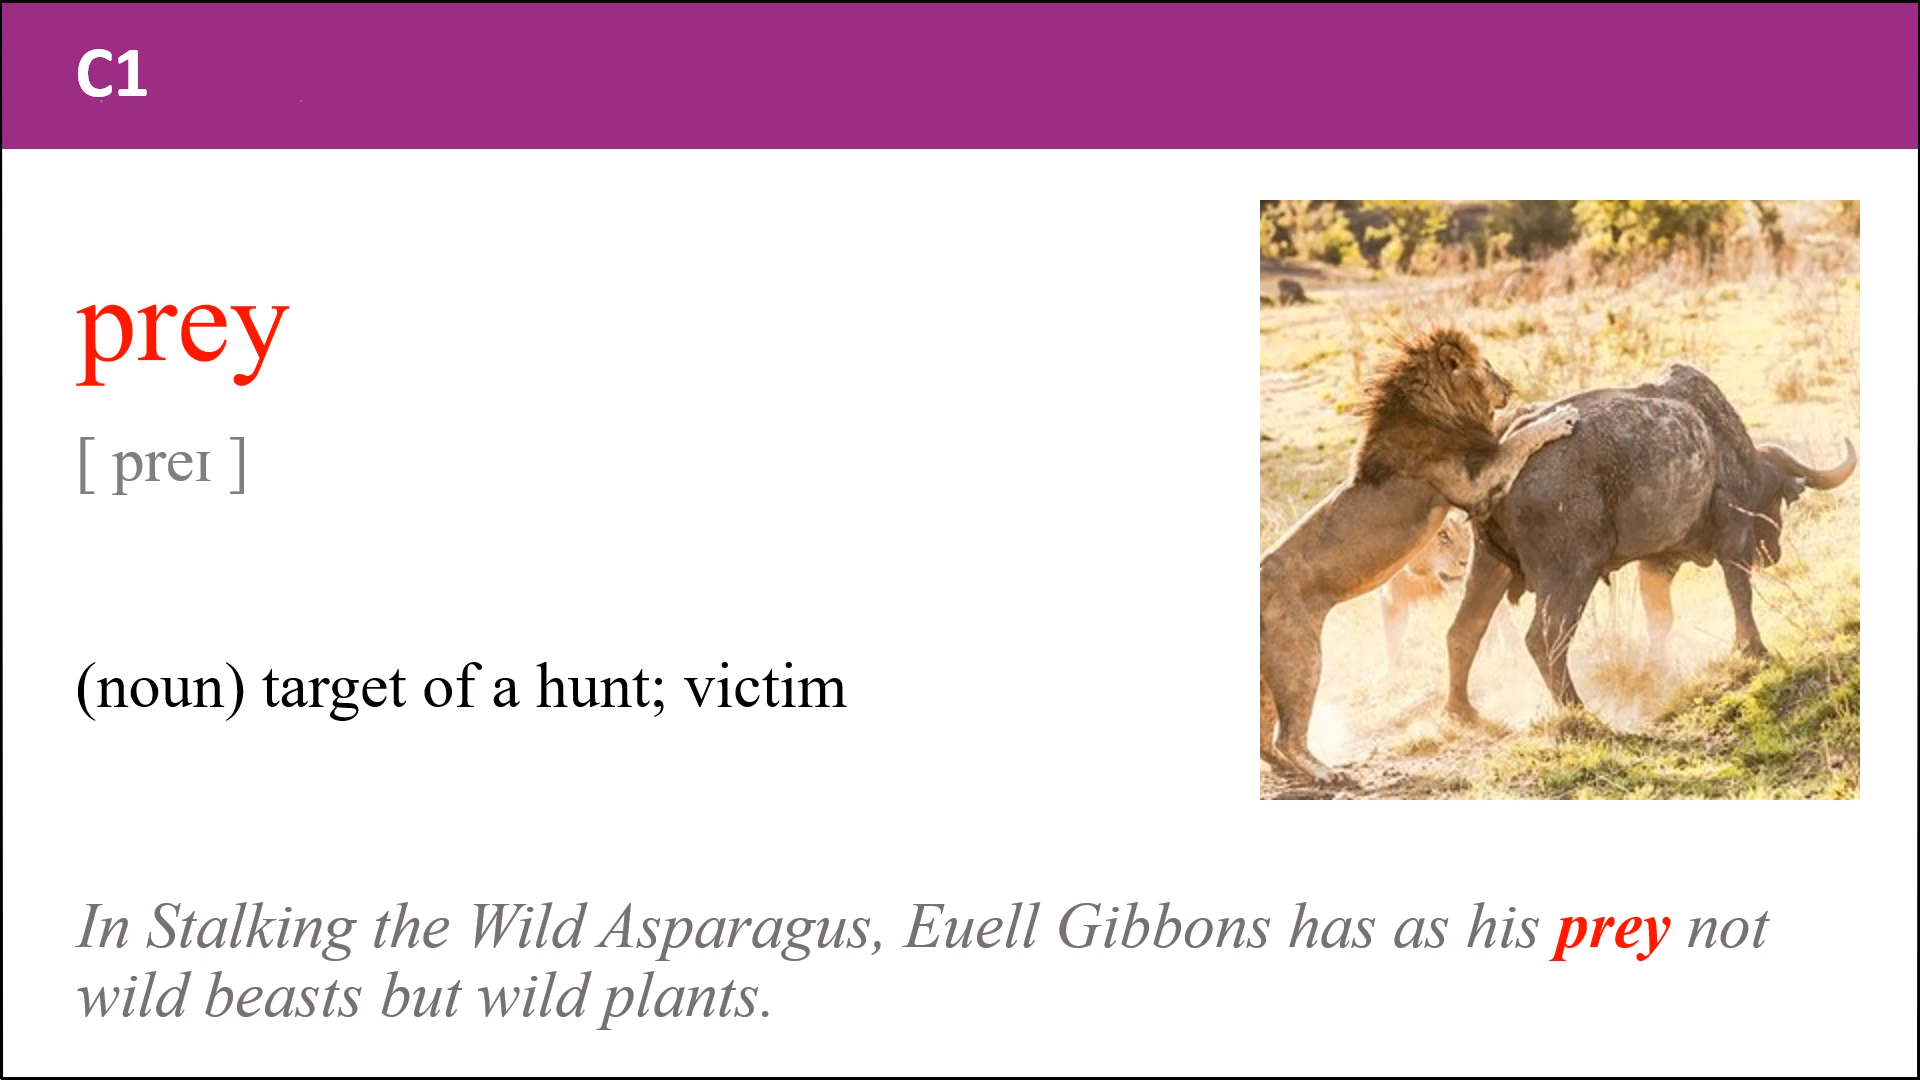 C1
prey
[ preɪ ]
(noun) target of a hunt; victim
In Stalking the Wild Asparagus, Euell Gibbons has as his prey not
wild beasts but wild plants.